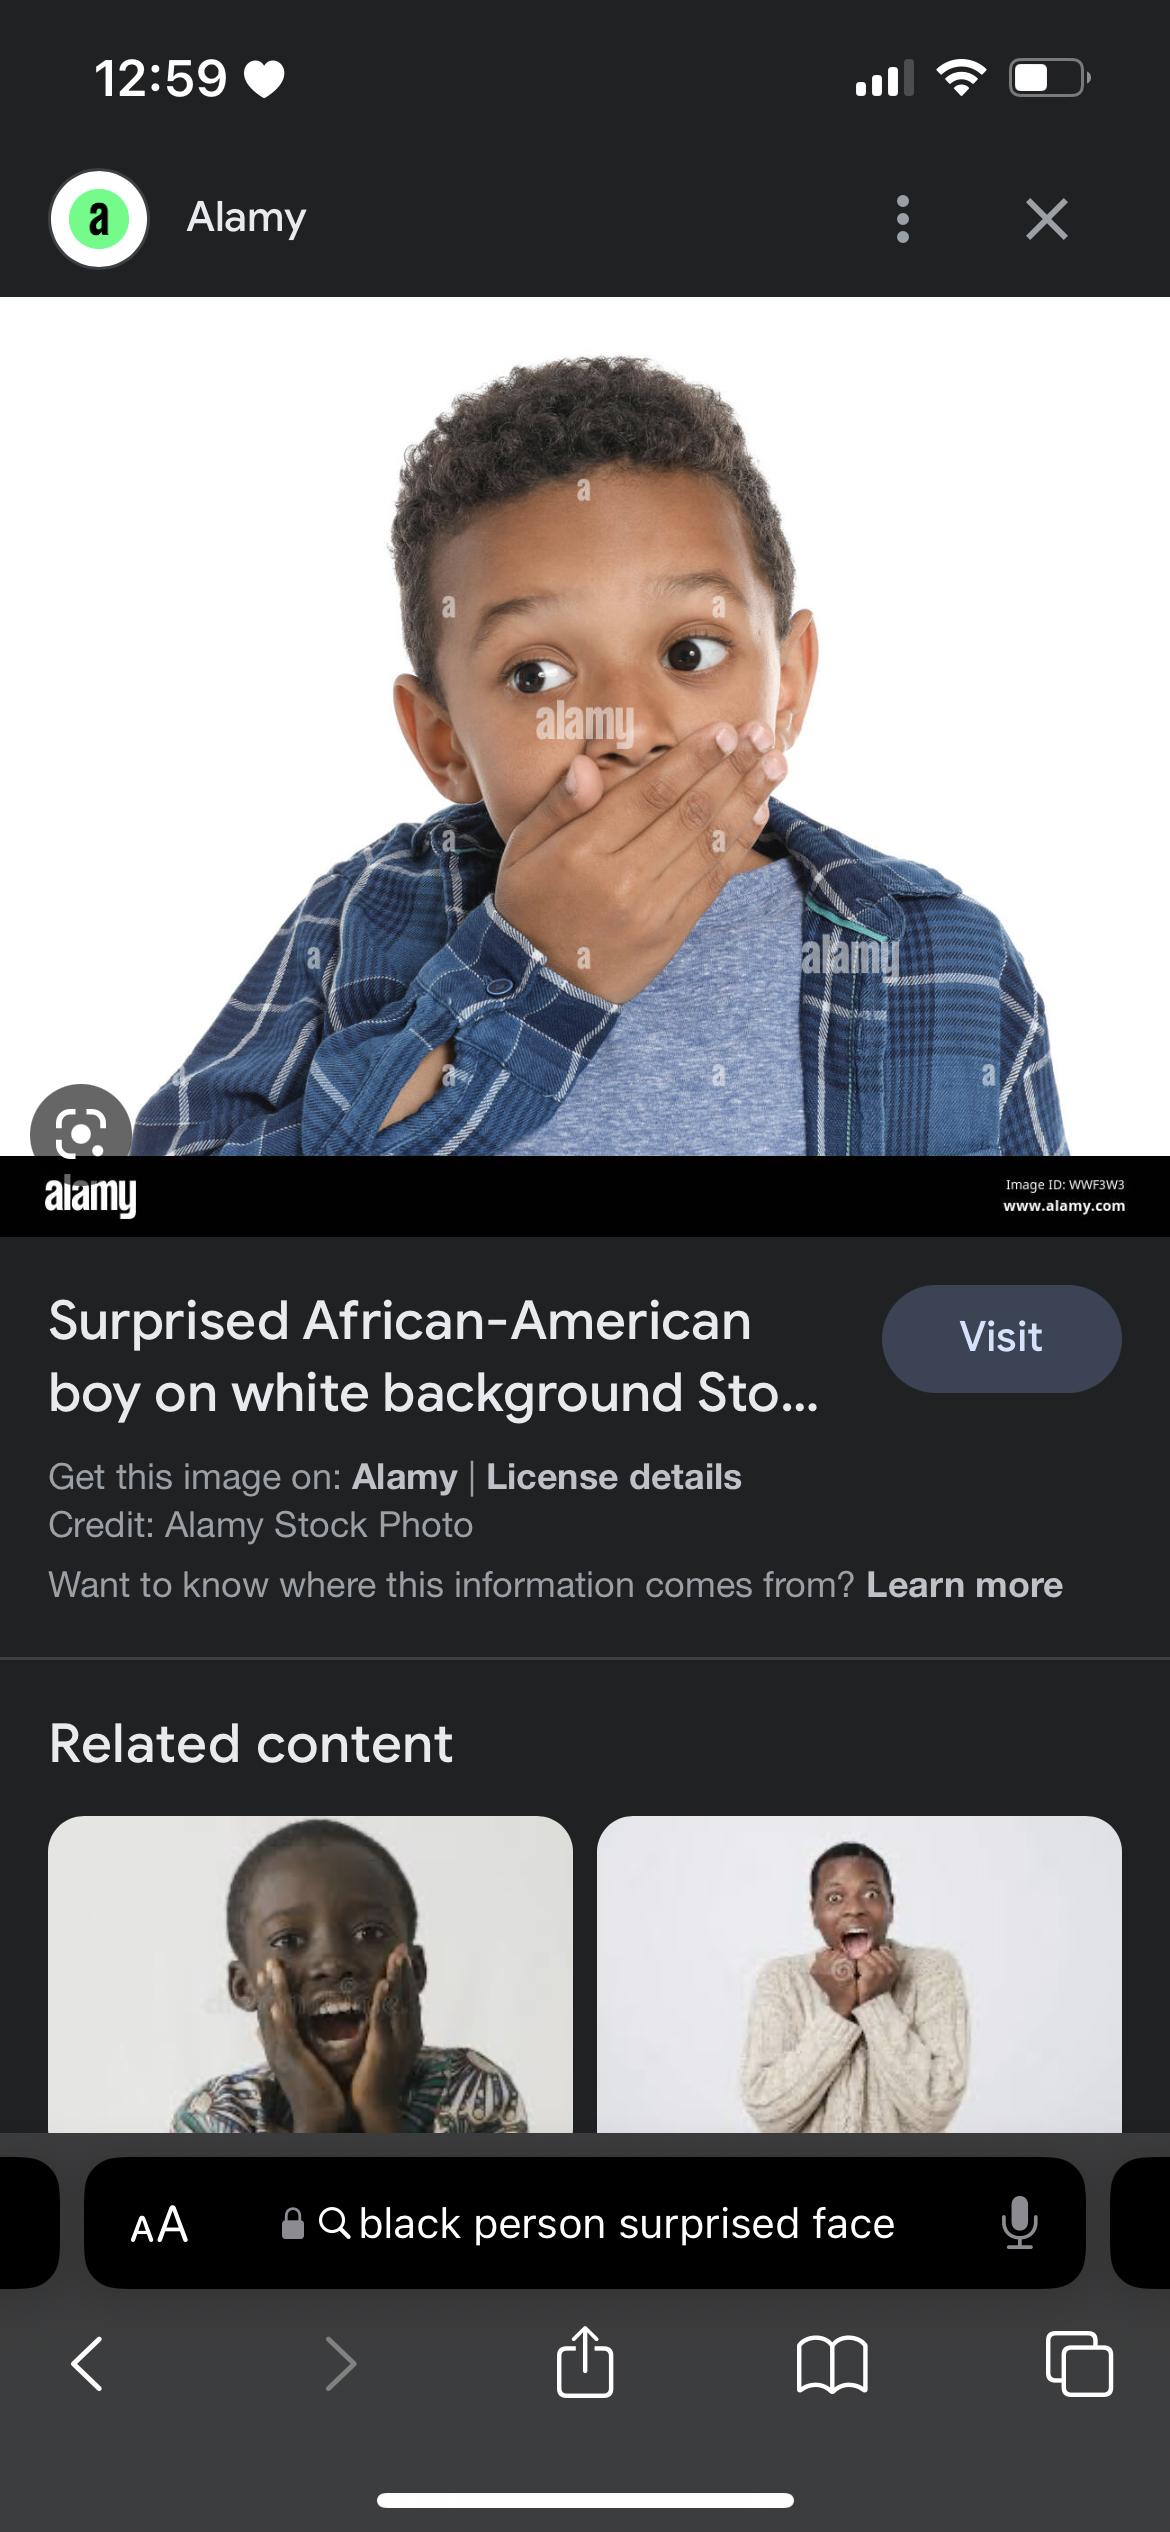 12:59
a
Alamy
a
a
a
alamy
a
a
a
a
alamy
a
a
a
a
alamy
Image ID: WWF3W3
www.alamy.com
Surprised African-American
boy on white background Sto...
Visit
Get this image on: Alamy | License details
Credit: Alamy Stock Photo
Want to know where this information comes from? Learn more
Related content
AA
black person surprised face